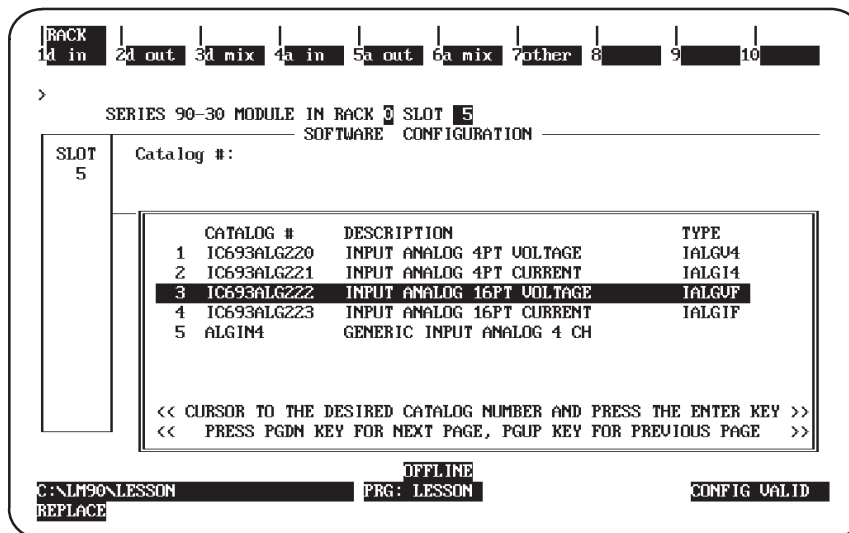 RACK
1d in 2d out 3d mix 4a in 5a out 6a mix 7other 8 9 10
>
SERIES 90-30 MODULE IN RACK 0 SLOT 5
SOFTWARE CONFIGURATION
SLOT Catalog #:
5
CATALOG # DESCRIPTION TYPE
1 IC693ALG220 INPUT ANALOG 4PT VOLTAGE IALGV4
2 IC693ALG221 INPUT ANALOG 4PT CURRENT IALGI4
3 IC693ALG222 INPUT ANALOG 16PT VOLTAGE IALGVF
4 IC693ALG223 INPUT ANALOG 16PT CURRENT IALGIF
5 ALGIN4 GENERIC INPUT ANALOG 4 CH
<< CURSOR TO THE DESIRED CATALOG NUMBER AND PRESS THE ENTER KEY >>
<< PRESS PGDN KEY FOR NEXT PAGE, PGUP KEY FOR PREVIOUS PAGE >>
OFFLINE
C:\LM90\LESSON PRG: LESSON CONFIG VALID
REPLACE